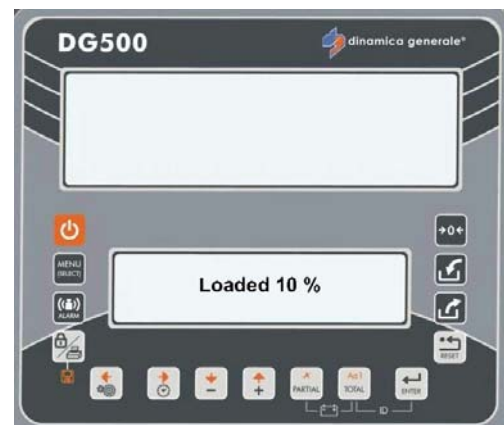 DG500
dinamica generale®
→0←
MENU
(SELECT)
Loaded 10 %
ALARM
RESET
PARTIAL
TOTAL
ENTER
ID